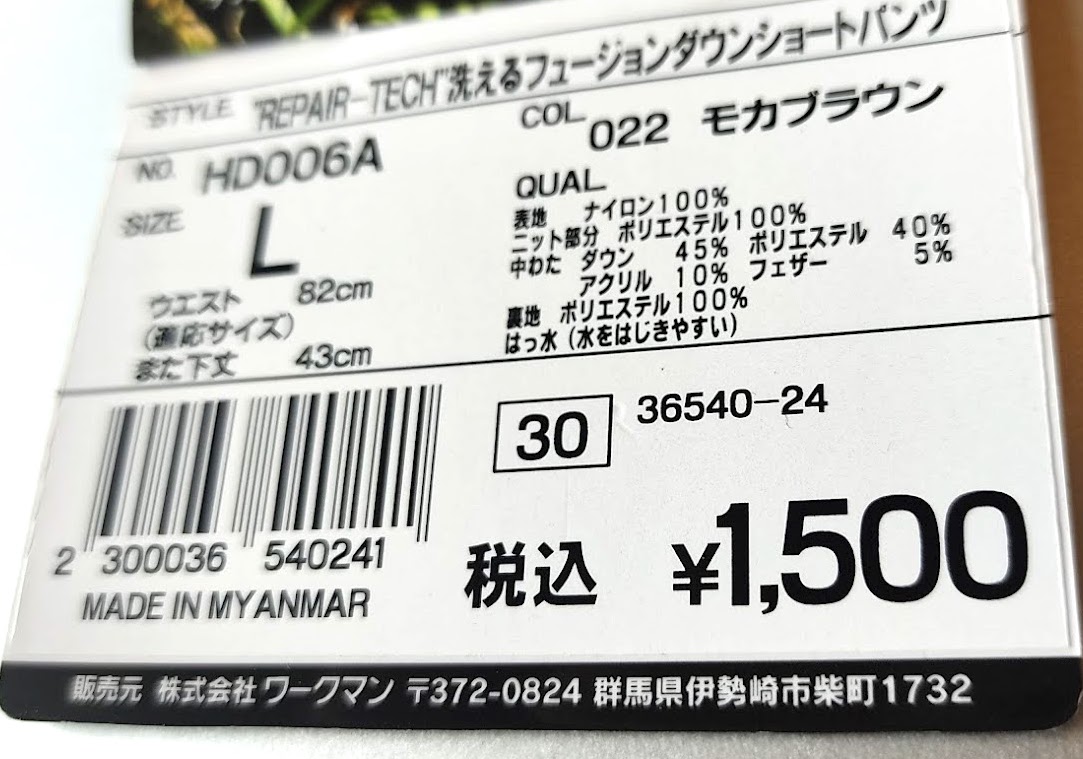 STYLE "REPAIR-TECH"洗えるフュージョンダウンショートパンツ
NO. HD006A
COL 022 モカブラウン
SIZE L
ウエスト 82cm
(適応サイズ)
また下丈 43cm
QUAL
表地 ナイロン100%
ニット部分 ポリエステル100%
中わた ダウン 45% ポリエステル 40%
アクリル 10% フェザー 5%
裏地 ポリエステル100%
はっ水(水をはじきやすい)
30 36540-24
2 300036 540241
MADE IN MYANMAR
税込 ¥1,500
販売元 株式会社ワークマン 〒372-0824 群馬県伊勢崎市柴町1732